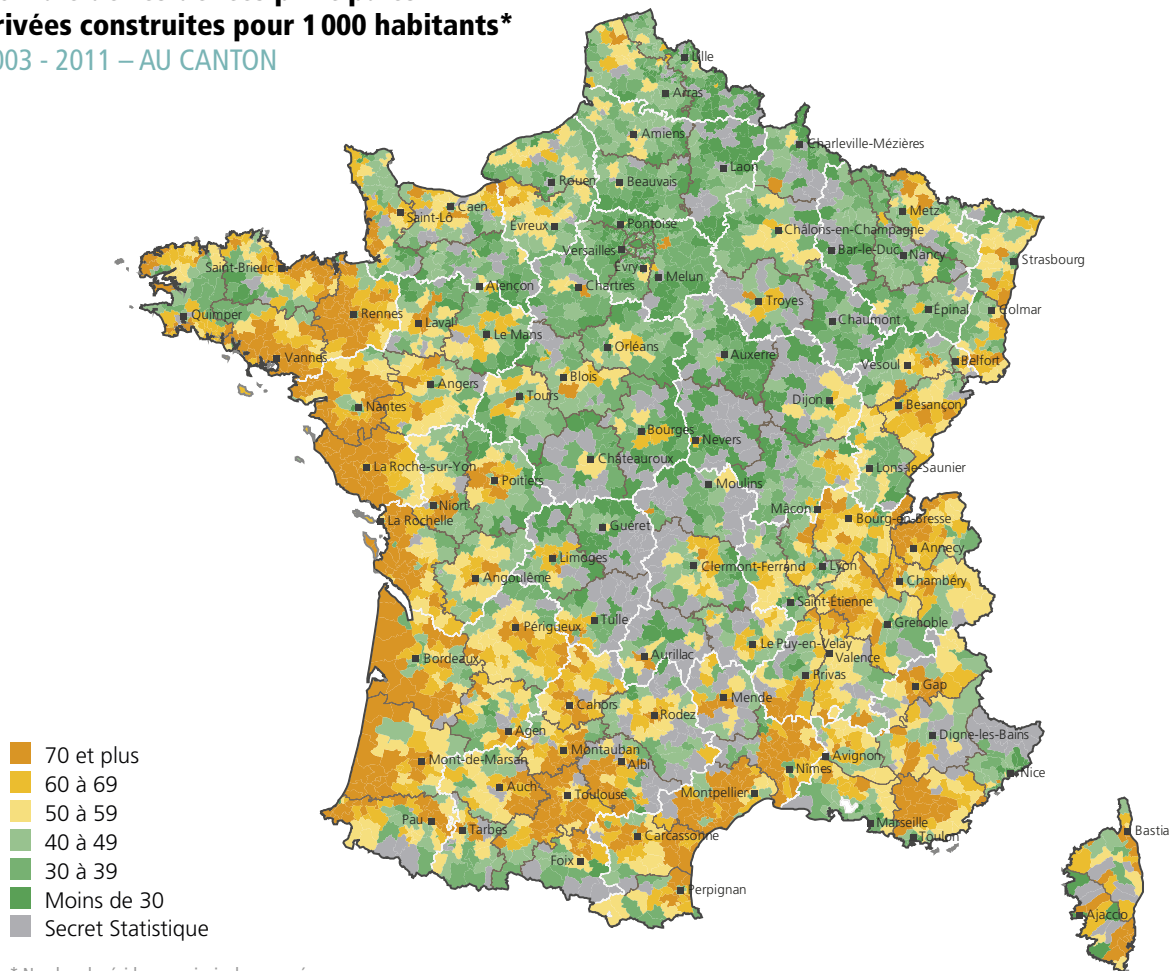 rivées construites pour 1 000 habitants*
003 - 2011 – AU CANTON
Lille
Arras
Amiens
Charleville-Mézières
Laon
Rouen
Beauvais
Metz
Caen
Saint-Lô
Evreux
Pontoise
Châlons-en-Champagne
Versailles
Bar-le-Duc
Nancy
Strasbourg
Saint-Brieuc
Evry
Melun
Alençon
Chartres
Troyes
Quimper
Rennes
Laval
Chaumont
Epinal
Colmar
Le Mans
Orléans
Auxerre
Vannes
Vesoul
Belfort
Angers
Blois
Tours
Dijon
Besançon
Nantes
Bourges
Nevers
La Roche-sur-Yon
Châteauroux
Lons-le-Saunier
Poitiers
Moulins
Niort
Mâcon
Bourg-en-Bresse
La Rochelle
Guéret
Annecy
Limoges
Clermont-Ferrand
Lyon
Angoulême
Chambéry
Saint-Etienne
Périgueux
Tulle
Grenoble
Bordeaux
Aurillac
Le Puy-en-Velay
Valence
Privas
Gap
Mende
Cahors
Rodez
Agen
Digne-les-Bains
70 et plus
Montauban
Avignon
Mont-de-Marsan
Albi
Nîmes
Nice
60 à 69
Auch
Toulouse
Montpellier
50 à 59
Pau
Tarbes
Marseille
Carcassonne
Toulon
Bastia
40 à 49
Foix
30 à 39
Perpignan
Moins de 30
Ajaccio
Secret Statistique